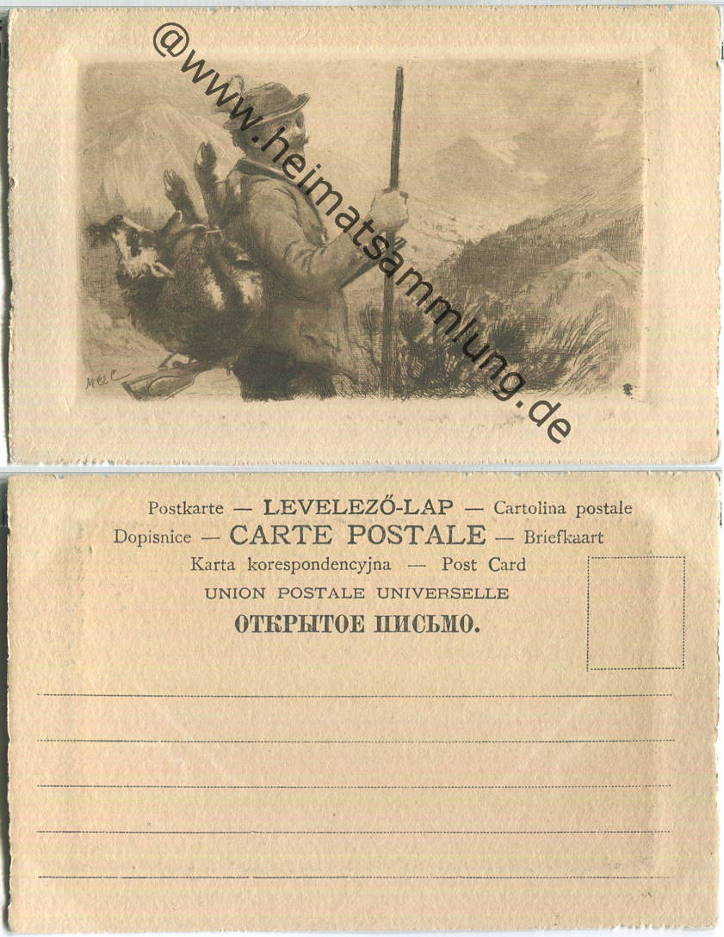 @www.heimatsammlung.de
Postkarte — LEVELEZŐ-LAP — Cartolina postale
Dopisnice — CARTE POSTALE — Briefkaart
Karta korespondencyjna — Post Card
UNION POSTALE UNIVERSELLE
ОТКРЫТОЕ ПИСЬМО.